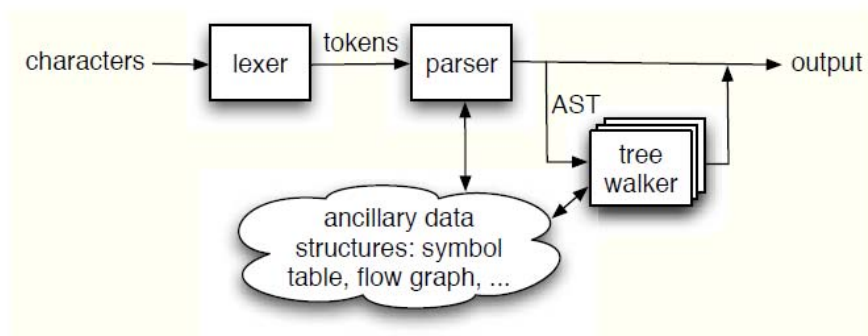 characters
lexer
tokens
parser
output
AST
tree
walker
ancillary data
structures: symbol
table, flow graph, ...